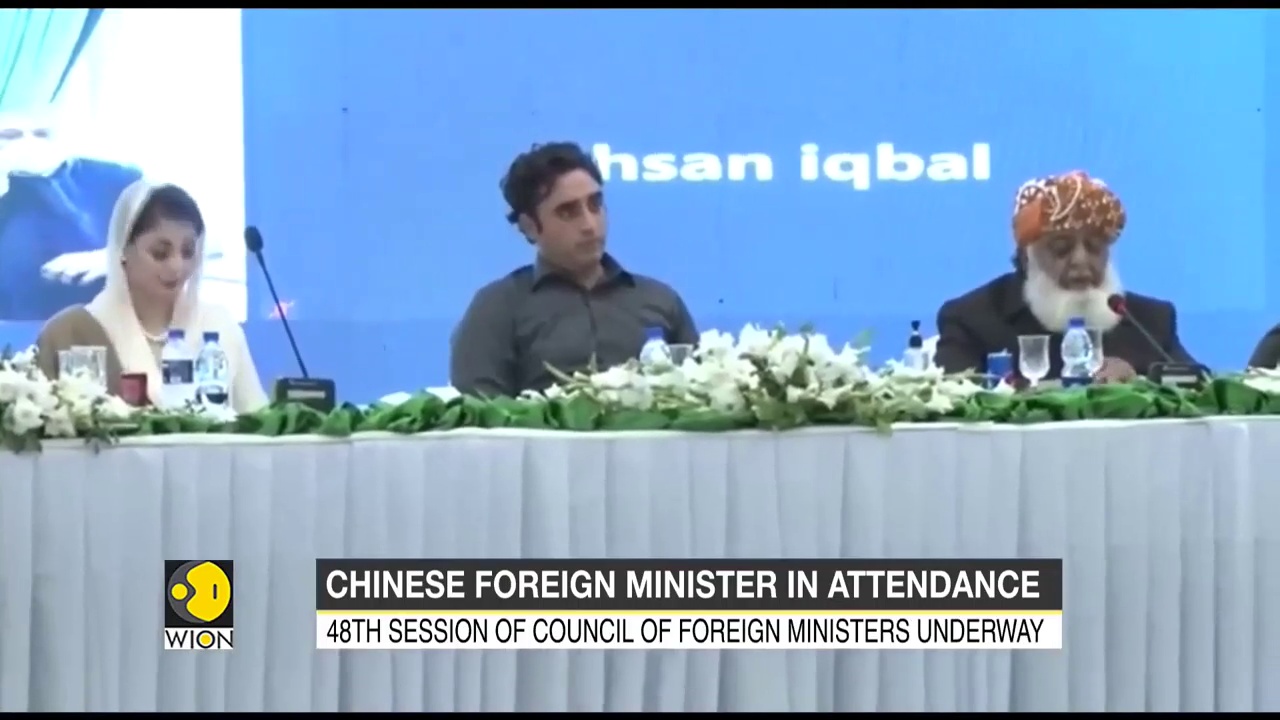 hsan iqbal
CHINESE FOREIGN MINISTER IN ATTENDANCE
48TH SESSION OF COUNCIL OF FOREIGN MINISTERS UNDERWAY
WION